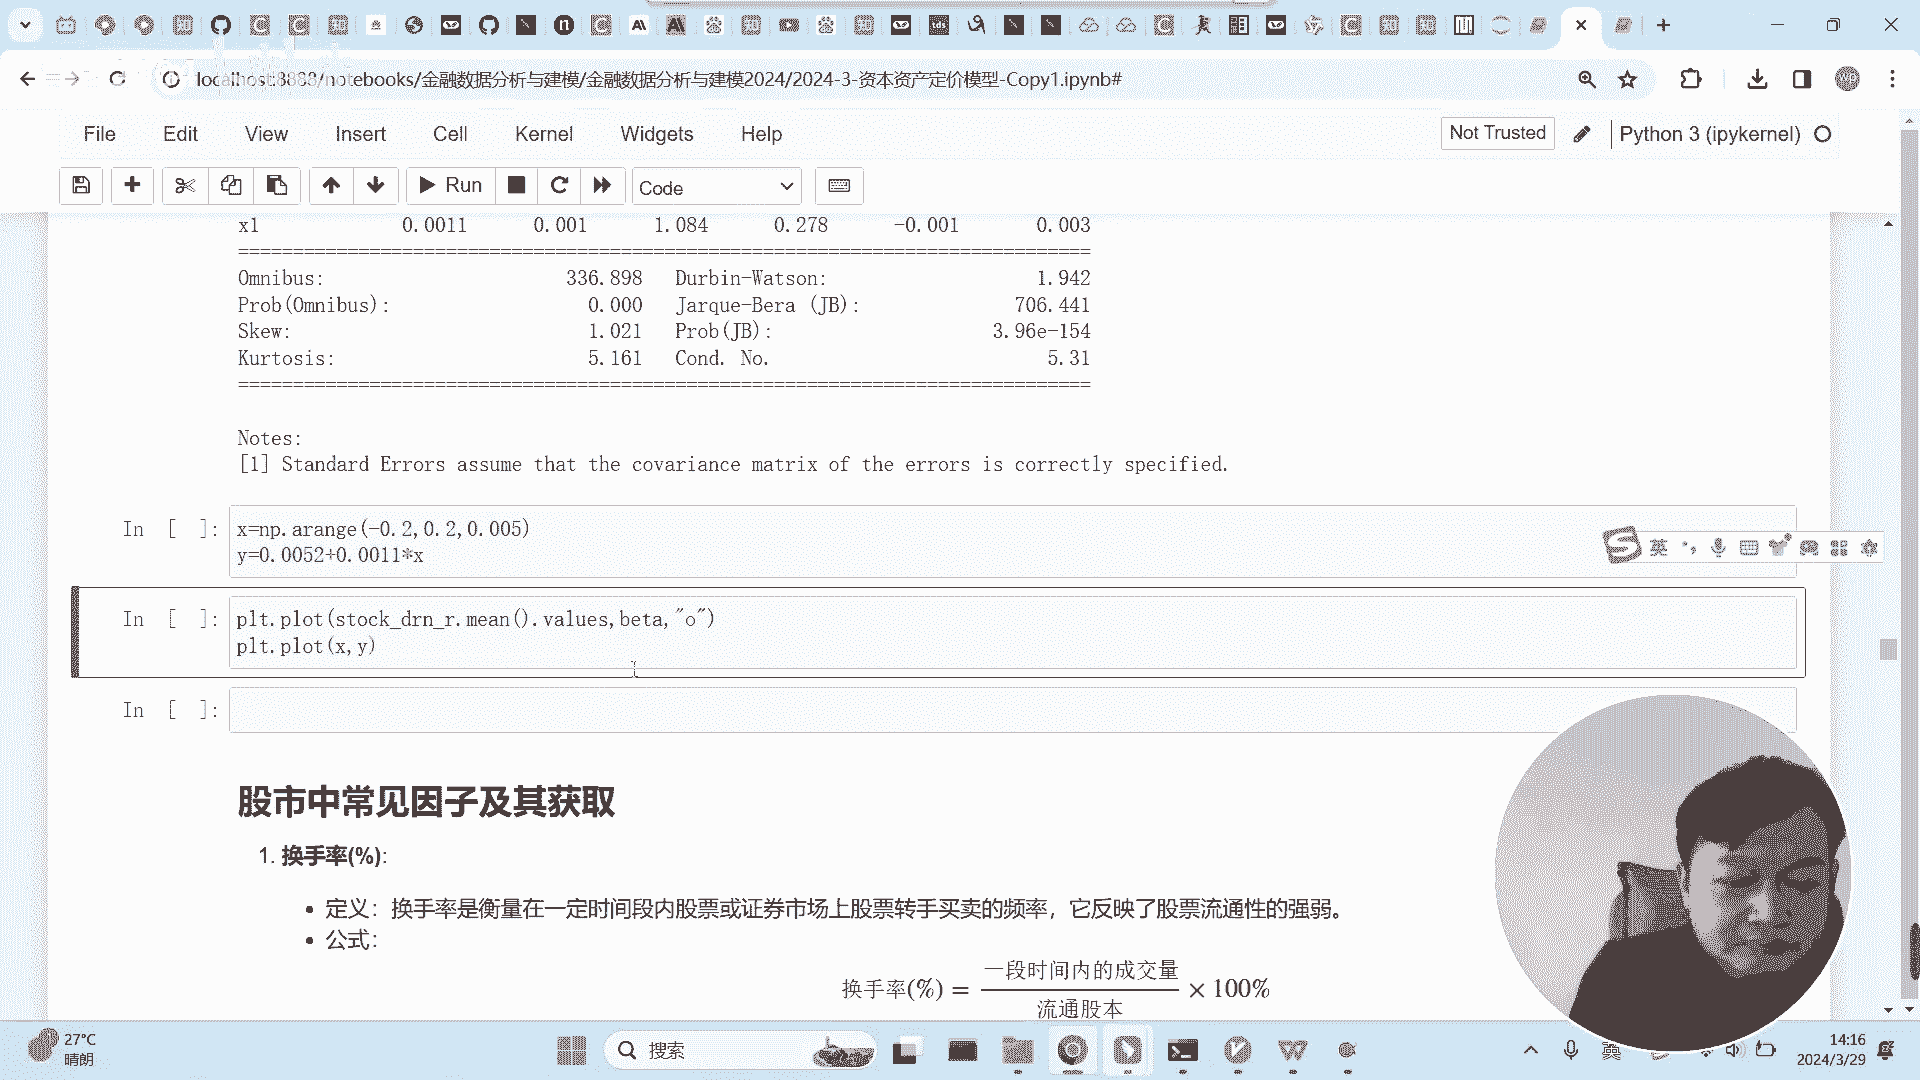 localhost:8888/notebooks/金融数据分析与建模/金融数据分析与建模2024/2024-3-资本资产定价模型-Copy1.ipynb#
File Edit View Insert Cell Kernel Widgets Help Not Trusted Python 3 (ipykernel)
Run Code
x1 0.0011 0.001 1.084 0.278 -0.001 0.003
==============================================================================
Omnibus: 336.898 Durbin-Watson: 1.942
Prob(Omnibus): 0.000 Jarque-Bera (JB): 706.441
Skew: 1.021 Prob(JB): 3.96e-154
Kurtosis: 5.161 Cond. No. 5.31
==============================================================================
Notes:
[1] Standard Errors assume that the covariance matrix of the errors is correctly specified.
In [ ]: x=np.arange(-0.2,0.2,0.005)
y=0.0052+0.0011*x
In [ ]: plt.plot(stock_drn_r.mean().values,beta,"o")
plt.plot(x,y)
In [ ]:
股市中常见因子及其获取
1. 换手率(%):
• 定义：换手率是衡量在一定时间段内股票或证券市场上股票转手买卖的频率，它反映了股票流通性的强弱。
• 公式：
换手率(%) = 一段时间内的成交量 / 流通股本 × 100%
英
27°C
晴朗
搜索
英
14:16
2024/3/29